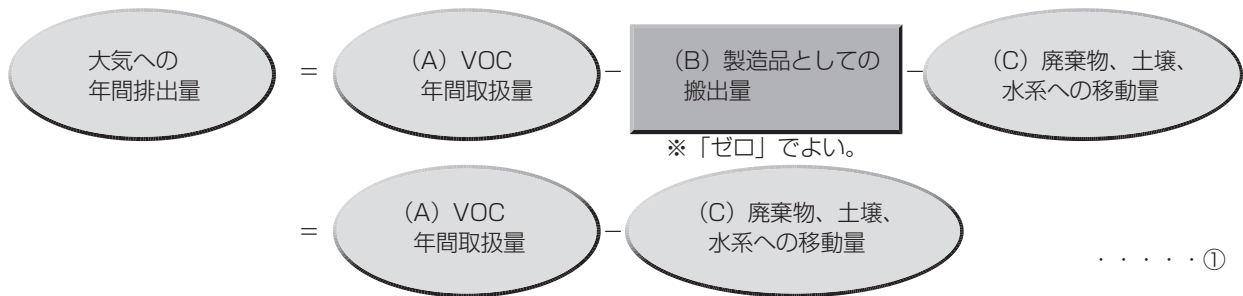 大気への
年間排出量
=
(A) VOC
年間取扱量
−
(B) 製造品としての
搬出量
−
(C) 廃棄物、土壌、
水系への移動量
※「ゼロ」でよい。
=
(A) VOC
年間取扱量
−
(C) 廃棄物、土壌、
水系への移動量
・・・・・①